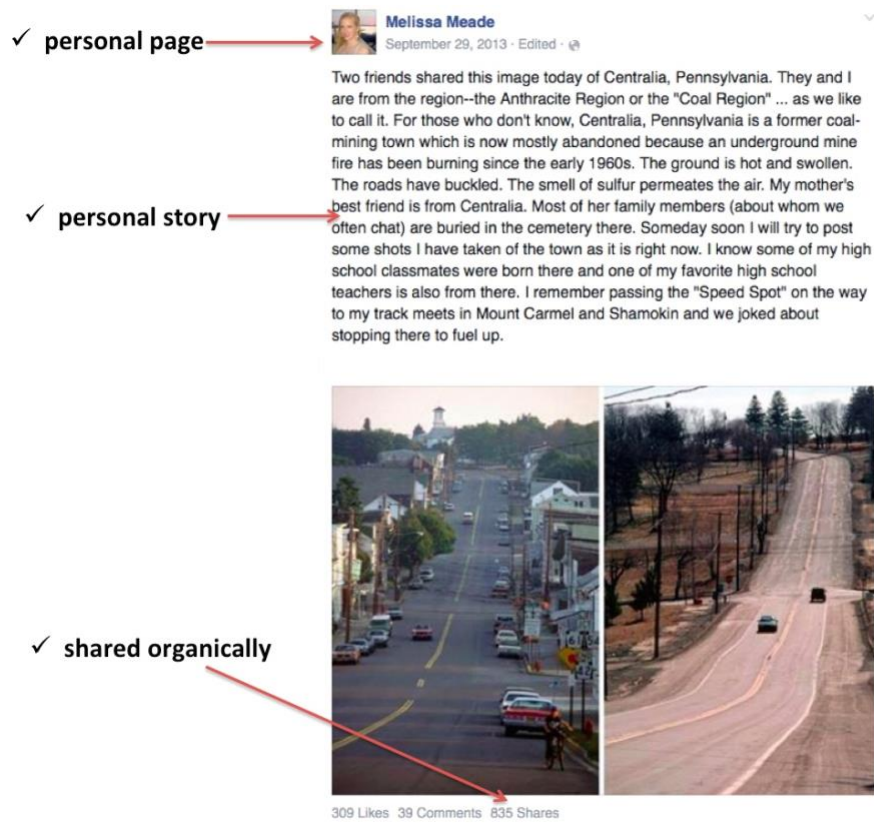 ✓ personal page
Melissa Meade
September 29, 2013 · Edited ·
Two friends shared this image today of Centralia, Pennsylvania. They and I
are from the region--the Anthracite Region or the "Coal Region" ... as we like
to call it. For those who don't know, Centralia, Pennsylvania is a former coal-
mining town which is now mostly abandoned because an underground mine
fire has been burning since the early 1960s. The ground is hot and swollen.
The roads have buckled. The smell of sulfur permeates the air. My mother's
✓ personal story
best friend is from Centralia. Most of her family members (about whom we
often chat) are buried in the cemetery there. Someday soon I will try to post
some shots I have taken of the town as it is right now. I know some of my high
school classmates were born there and one of my favorite high school
teachers is also from there. I remember passing the "Speed Spot" on the way
to my track meets in Mount Carmel and Shamokin and we joked about
stopping there to fuel up.
✓ shared organically
309 Likes 39 Comments 835 Shares